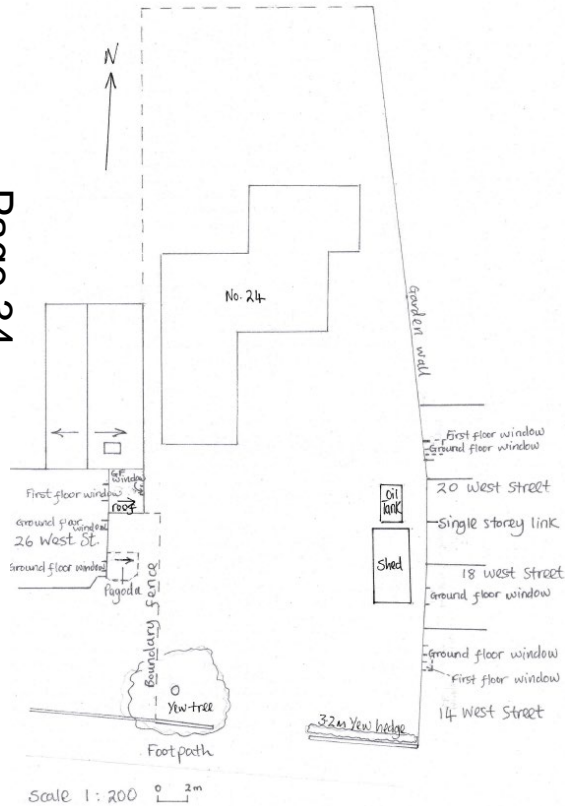 N
Page 24
No. 24
Garden wall
First floor window
Ground floor window
GF
window
First floor window
roof
Oil
Tank
20 West Street
Single storey link
Ground floor
window
26 West St.
Shed
18 West Street
Ground floor window
Ground floor window
Pagoda
Boundary fence
Ground floor window
First floor window
Yew tree
3.2m Yew hedge
14 West Street
Footpath
Scale 1:200
0 2m